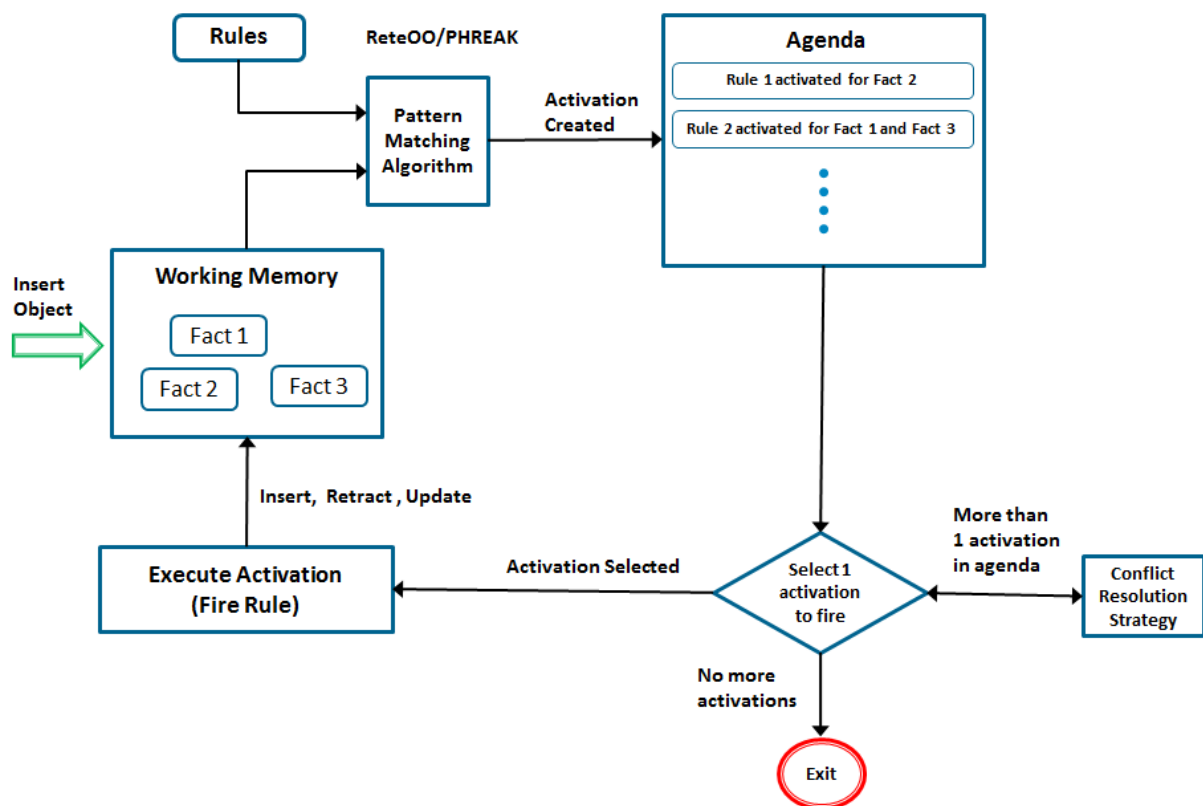 Rules
ReteOO/PHREAK
Agenda
Rule 1 activated for Fact 2
Rule 2 activated for Fact 1 and Fact 3
Activation
Created
Pattern
Matching
Algorithm
Working Memory
Insert
Object
Fact 1
Fact 2
Fact 3
Insert, Retract , Update
Execute Activation
(Fire Rule)
Activation Selected
Select 1
activation
to fire
More than
1 activation
in agenda
Conflict
Resolution
Strategy
No more
activations
Exit